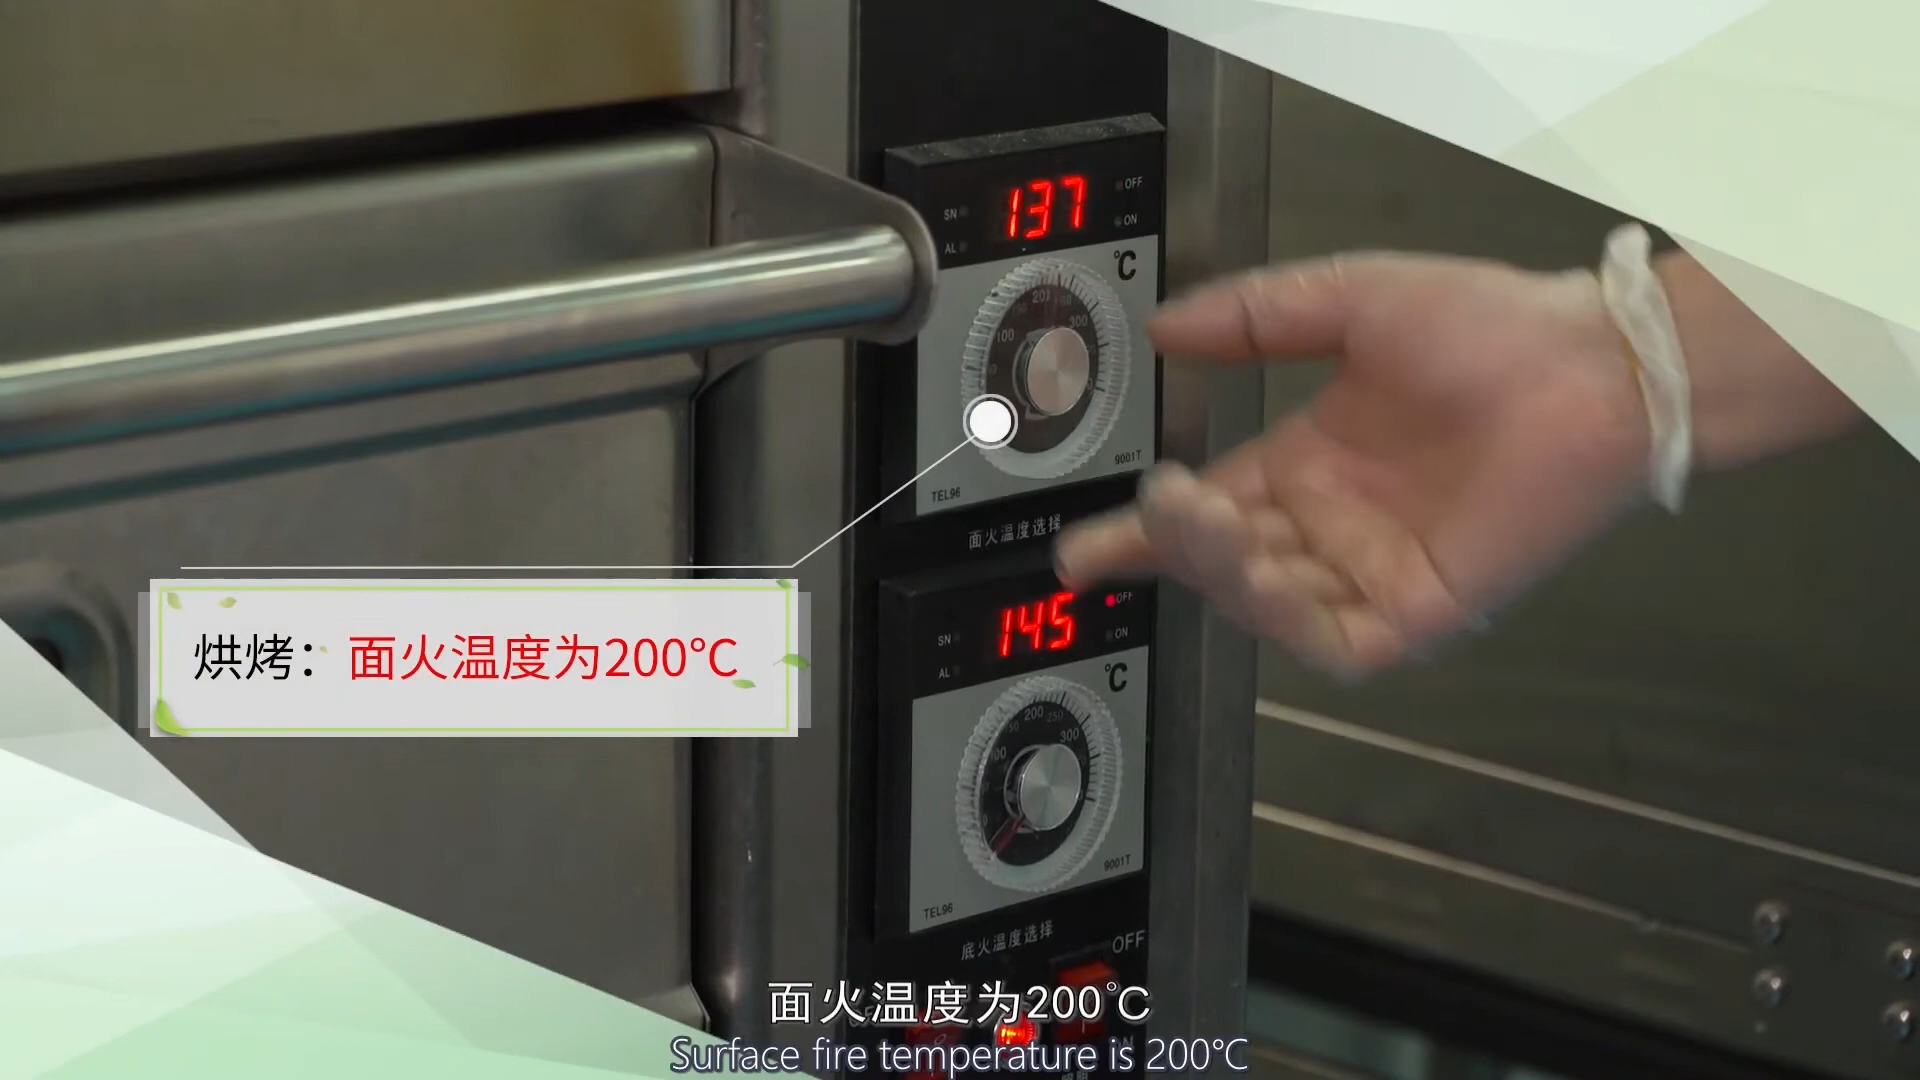 137
OFF
SN
ON
AL
℃
200
300
100
9001T
TEL96
面火温度选择
烘烤：面火温度为200℃
145
OFF
SN
ON
AL
℃
200
250
300
9001T
TEL96
底火温度选择
OFF
面火温度为200℃
Surface fire temperature is 200℃